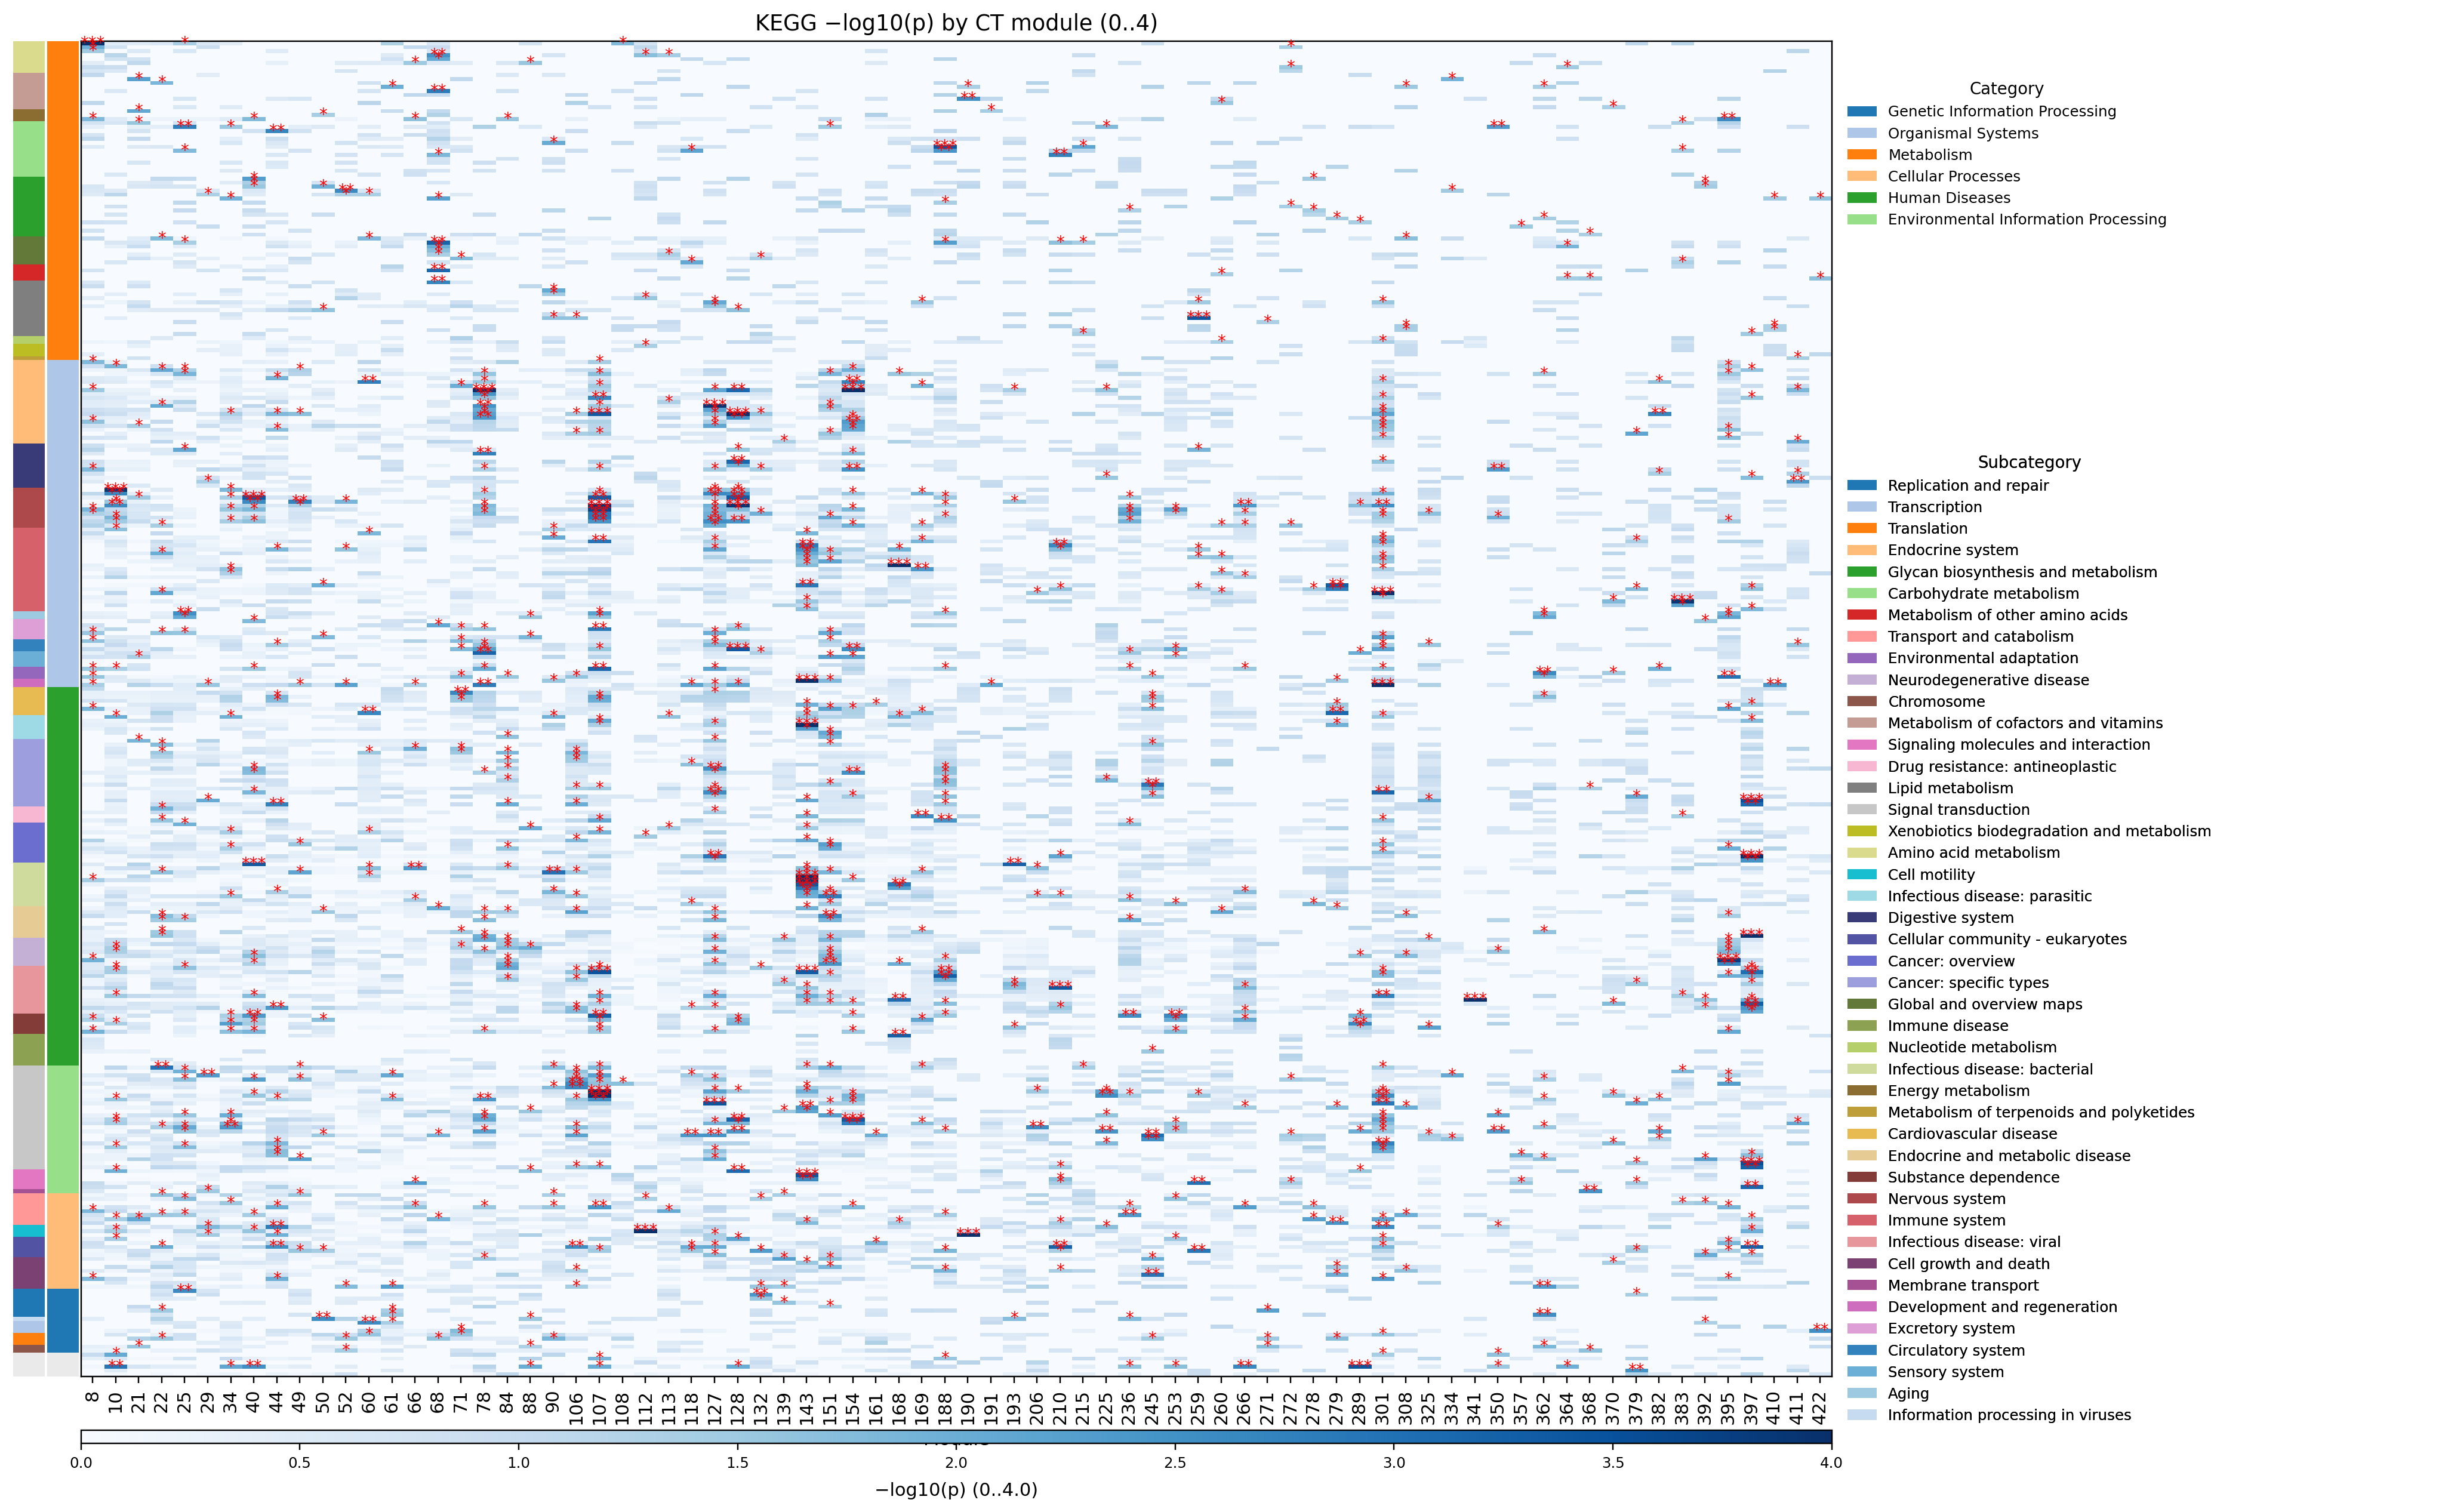 KEGG −log10(p) by CT module (0..4)
Category
Genetic Information Processing
Organismal Systems
Metabolism
Cellular Processes
Human Diseases
Environmental Information Processing
Subcategory
Replication and repair
Transcription
Translation
Endocrine system
Glycan biosynthesis and metabolism
Carbohydrate metabolism
Metabolism of other amino acids
Transport and catabolism
Environmental adaptation
Neurodegenerative disease
Chromosome
Metabolism of cofactors and vitamins
Signaling molecules and interaction
Drug resistance: antineoplastic
Lipid metabolism
Signal transduction
Xenobiotics biodegradation and metabolism
Amino acid metabolism
Cell motility
Infectious disease: parasitic
Digestive system
Cellular community - eukaryotes
Cancer: overview
Cancer: specific types
Global and overview maps
Immune disease
Nucleotide metabolism
Infectious disease: bacterial
Energy metabolism
Metabolism of terpenoids and polyketides
Cardiovascular disease
Endocrine and metabolic disease
Substance dependence
Nervous system
Immune system
Infectious disease: viral
Cell growth and death
Membrane transport
Development and regeneration
Excretory system
Circulatory system
Sensory system
Aging
Information processing in viruses
8 10 21 22 25 29 34 40 44 49 50 52 60 61 66 68 71 78 84 88 90 106 107 108 112 113 118 127 128 132 139 143 151 154 161 168 169 188 190 191 193 206 210 215 225 236 245 253 259 260 266 271 272 278 279 289 301 308 325 334 341 350 357 362 364 368 370 379 382 383 392 395 397 410 411 422
0.0 0.5 1.0 1.5 2.0 2.5 3.0 3.5 4.0
−log10(p) (0..4.0)